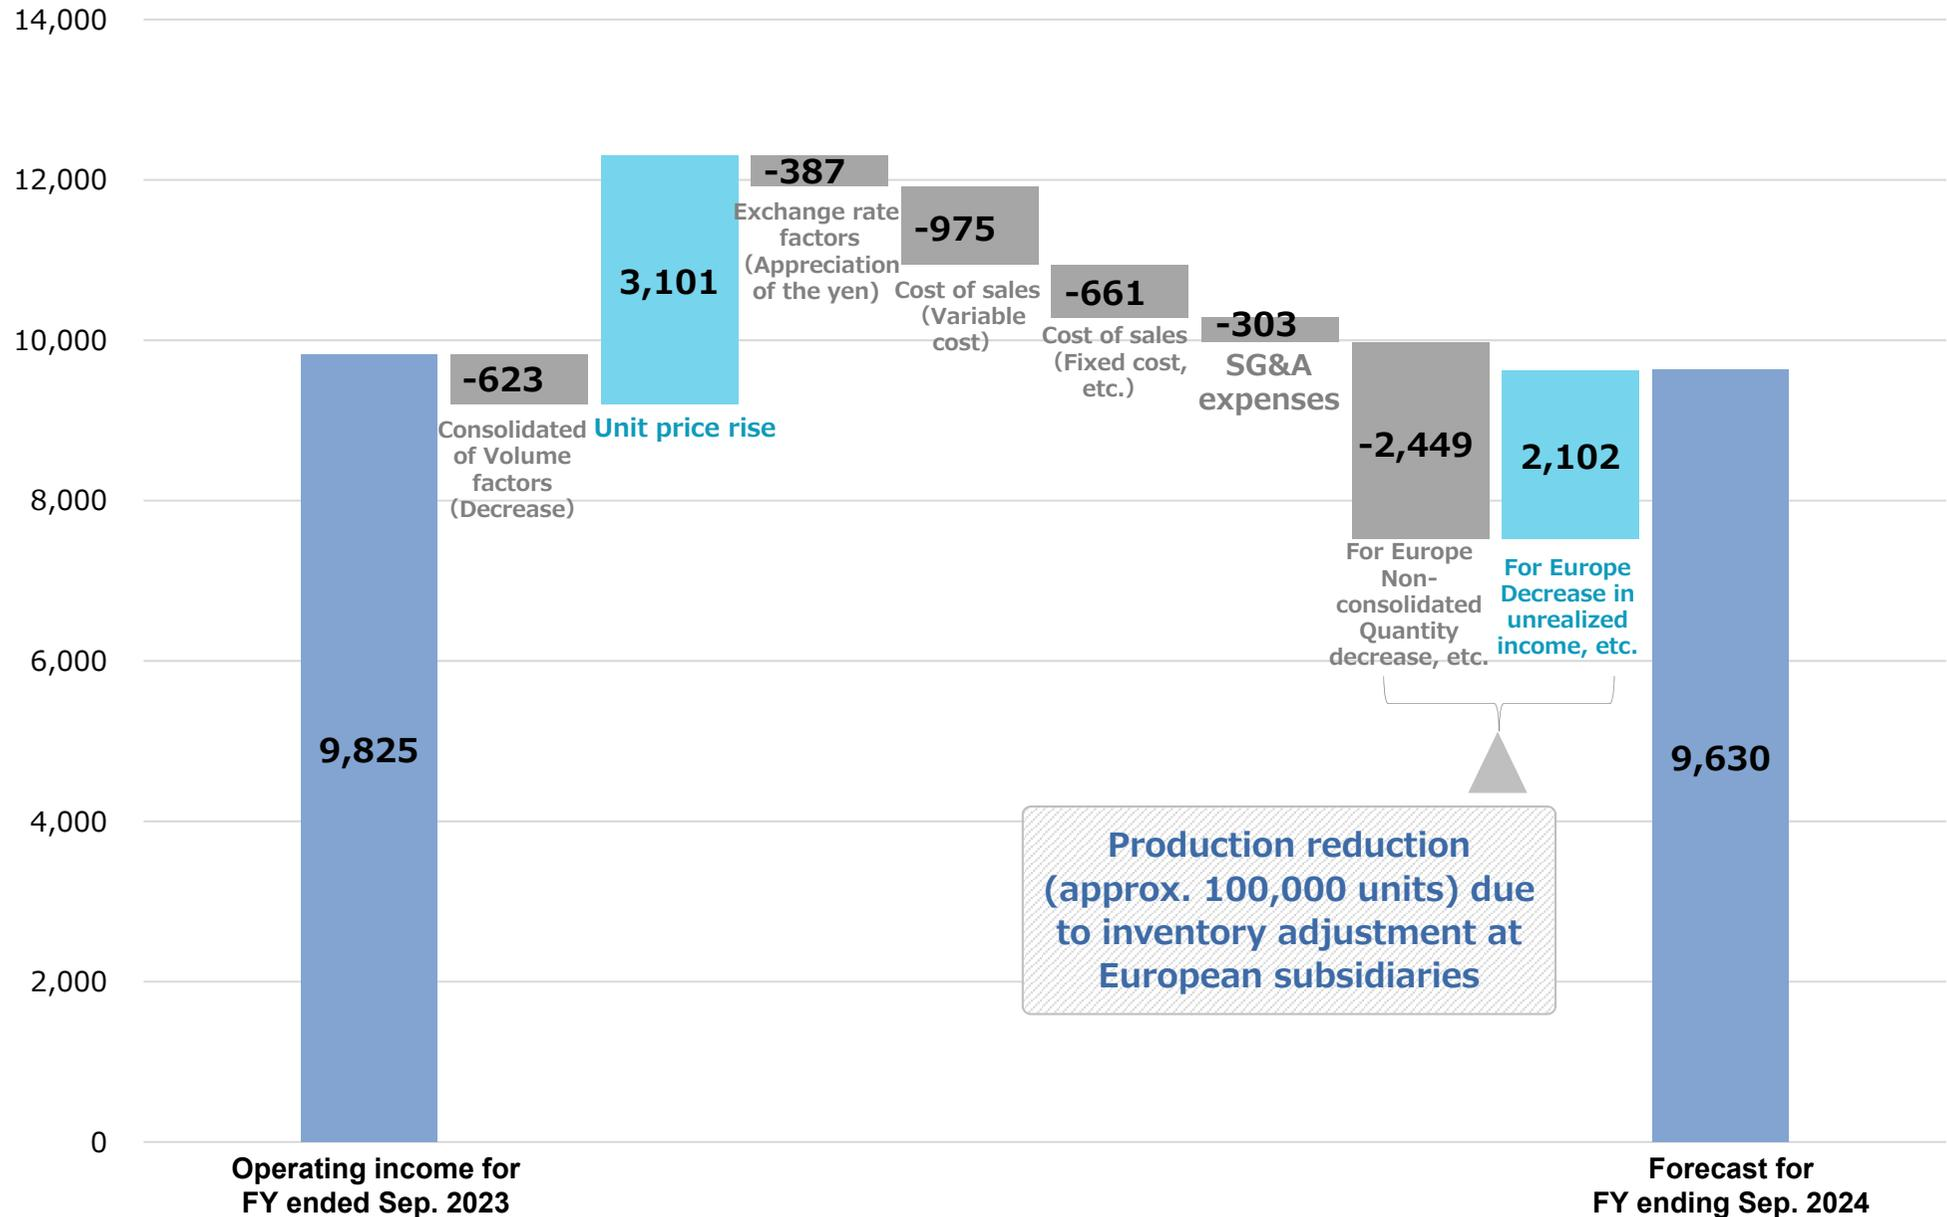 14,000
12,000
10,000
8,000
6,000
4,000
2,000
0
9,825
Operating income for
FY ended Sep. 2023
-623
Consolidated
of Volume
factors
(Decrease)
3,101
Unit price rise
-387
Exchange rate
factors
(Appreciation
of the yen)
-975
Cost of sales
(Variable
cost)
-661
Cost of sales
(Fixed cost,
etc.)
-303
SG&A
expenses
-2,449
For Europe
Non-
consolidated
Quantity
decrease, etc.
2,102
For Europe
Decrease in
unrealized
income, etc.
Production reduction
(approx. 100,000 units) due
to inventory adjustment at
European subsidiaries
9,630
Forecast for
FY ending Sep. 2024